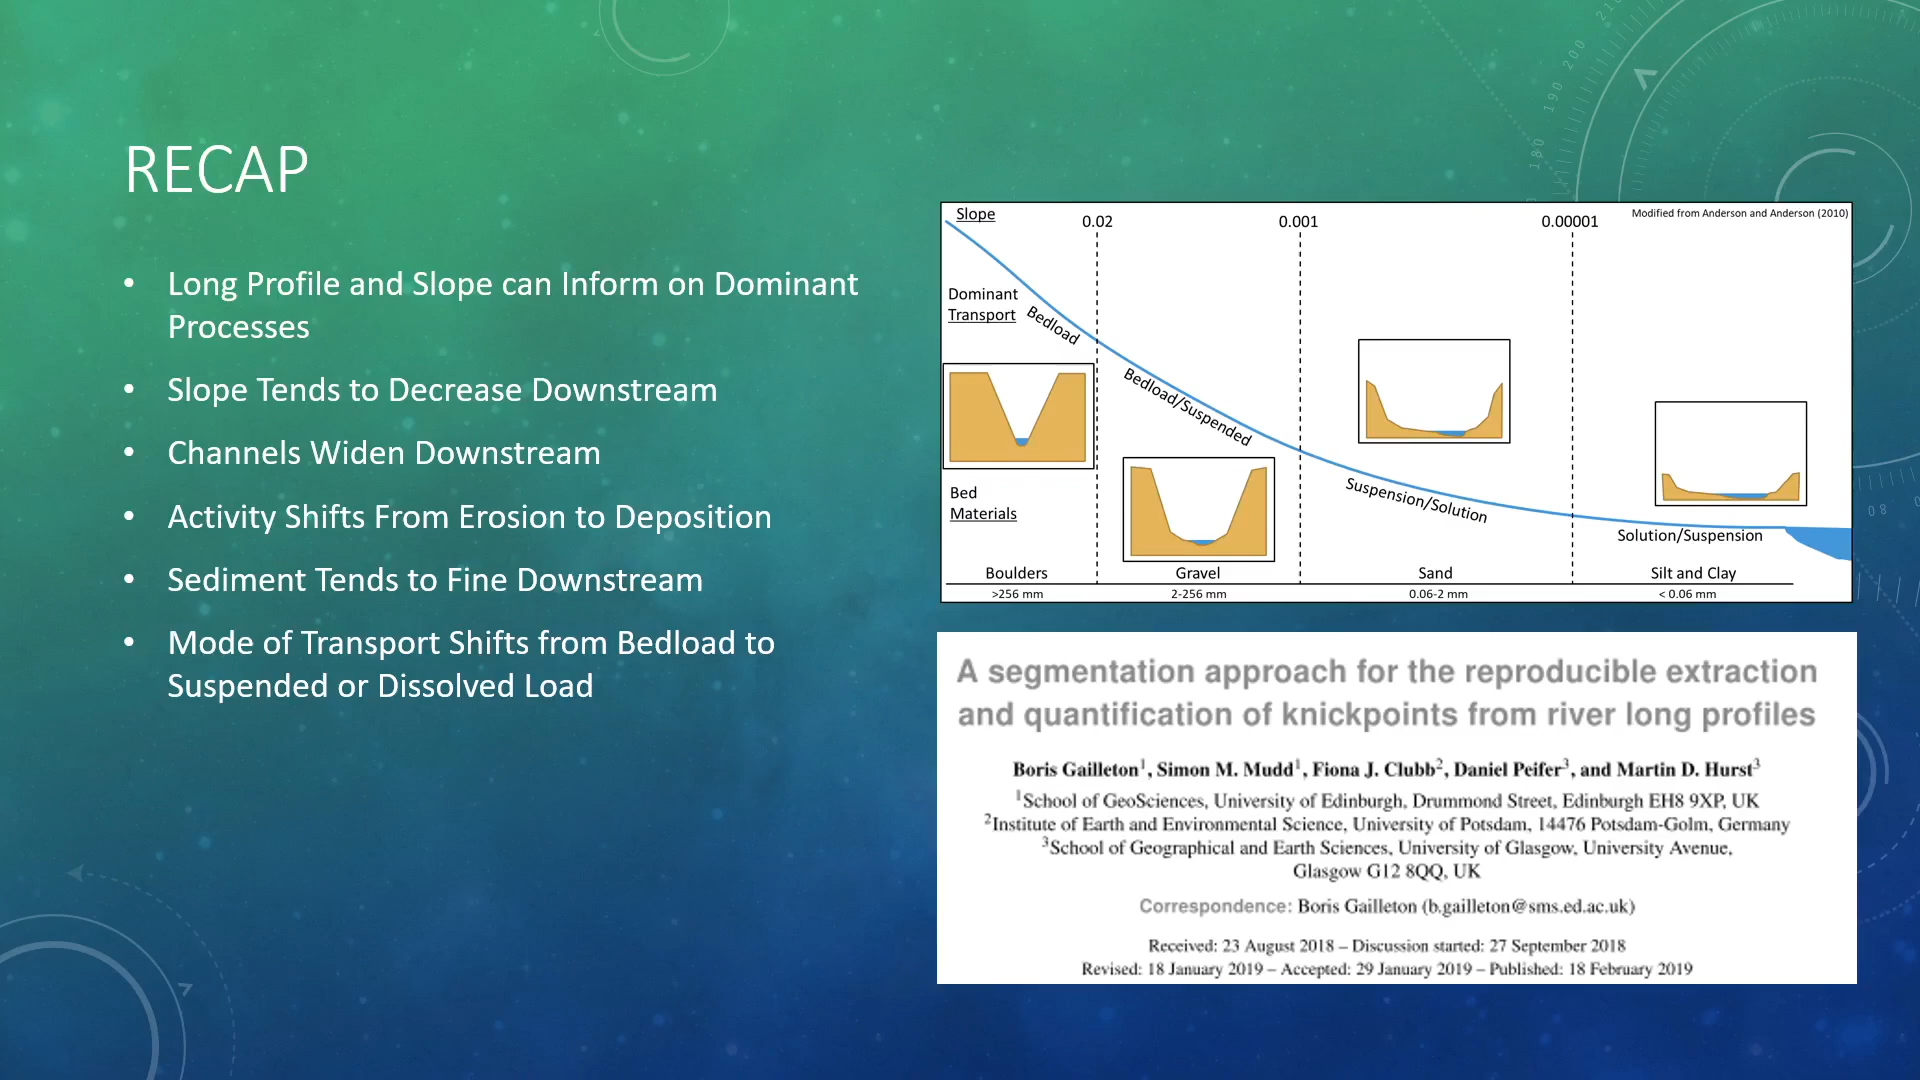 RECAP
• Long Profile and Slope can Inform on Dominant
Processes
• Slope Tends to Decrease Downstream
• Channels Widen Downstream
• Activity Shifts From Erosion to Deposition
• Sediment Tends to Fine Downstream
• Mode of Transport Shifts from Bedload to
Suspended or Dissolved Load
Slope
0.02
0.001
0.00001
Modified from Anderson and Anderson (2010)
Dominant
Transport
Bedload
Bedload/Suspended
Suspension/Solution
Solution/Suspension
Bed
Materials
Boulders
Gravel
Sand
Silt and Clay
>256 mm
2-256 mm
0.06-2 mm
< 0.06 mm
A segmentation approach for the reproducible extraction
and quantification of knickpoints from river long profiles
Boris Gailleton1, Simon M. Mudd1, Fiona J. Clubb2, Daniel Peifer3, and Martin D. Hurst3
1School of GeoSciences, University of Edinburgh, Drummond Street, Edinburgh EH8 9XP, UK
2Institute of Earth and Environmental Science, University of Potsdam, 14476 Potsdam-Golm, Germany
3School of Geographical and Earth Sciences, University of Glasgow, University Avenue,
Glasgow G12 8QQ, UK
Correspondence: Boris Gailleton (b.gailleton@sms.ed.ac.uk)
Received: 23 August 2018 – Discussion started: 27 September 2018
Revised: 18 January 2019 – Accepted: 29 January 2019 – Published: 18 February 2019
200
190
180
80